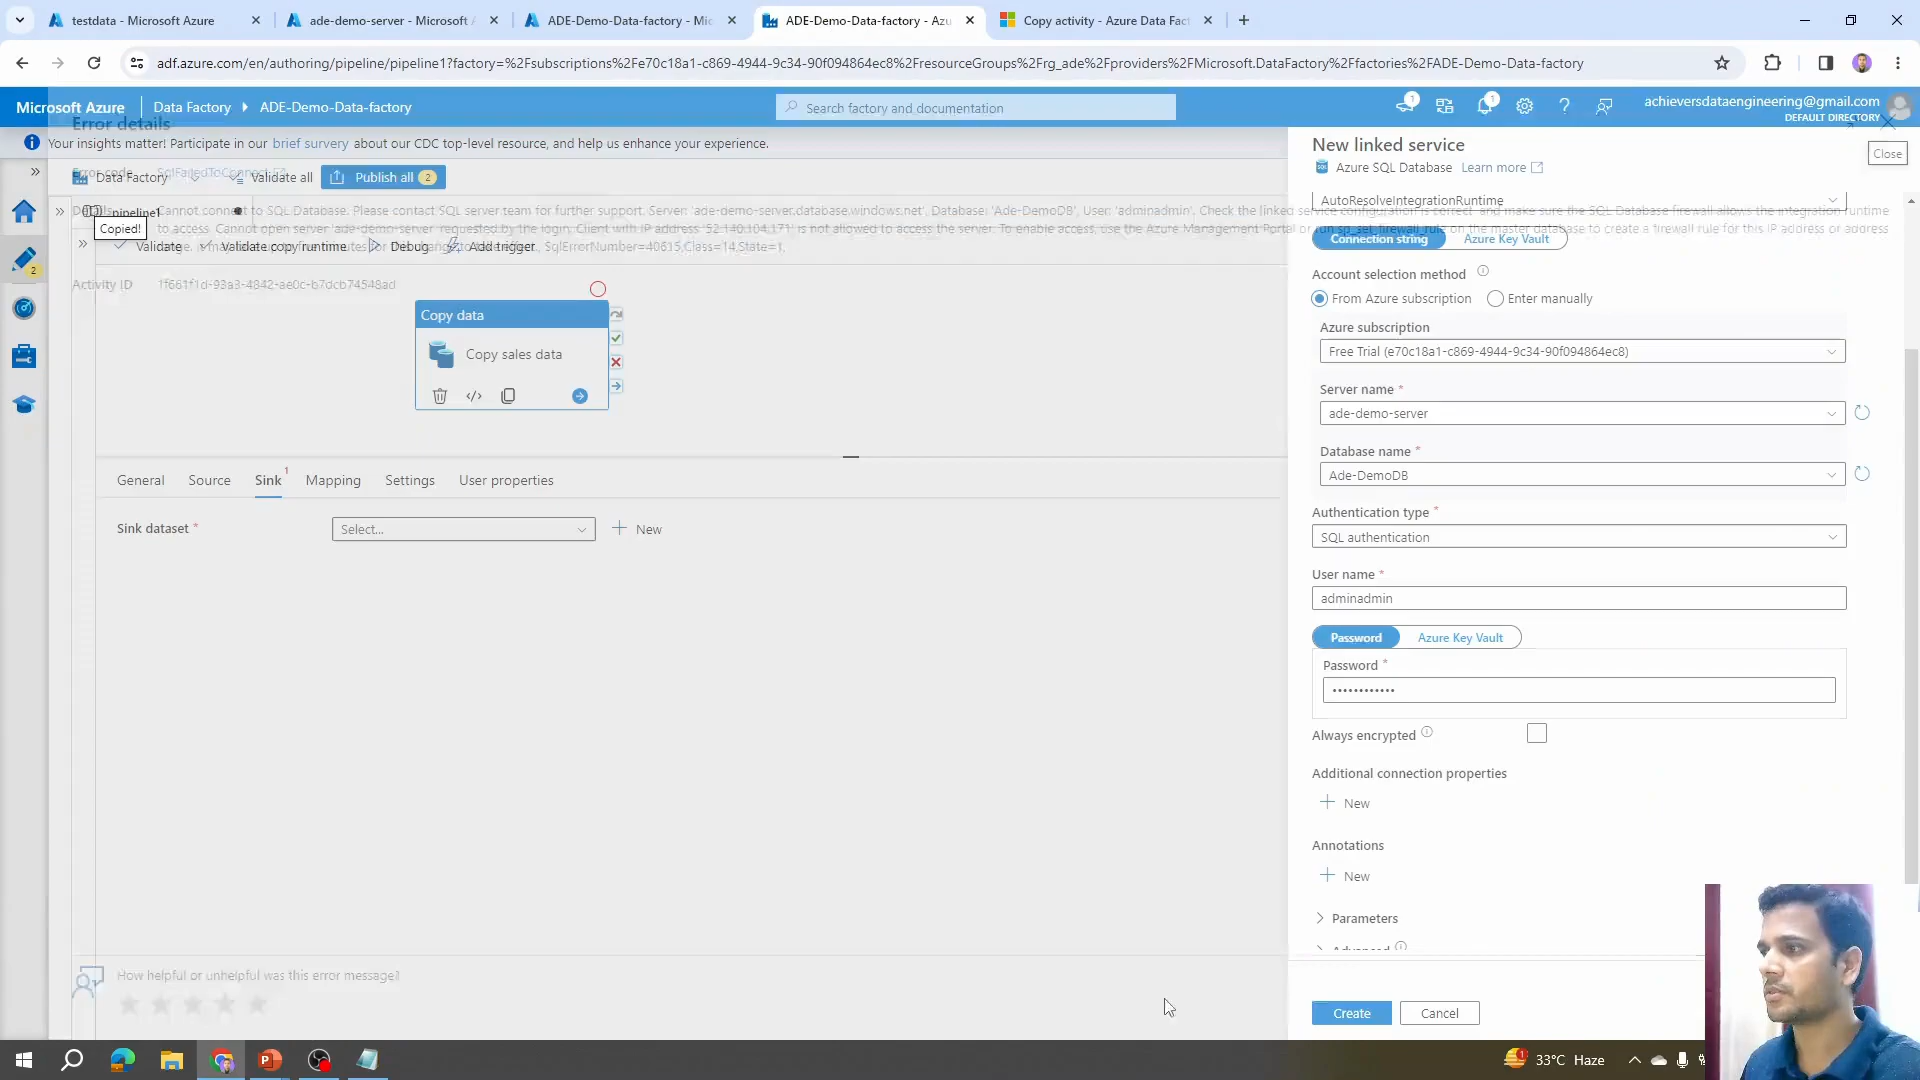 testdata - Microsoft Azure
ade-demo-server - Microsoft A
ADE-Demo-Data-factory - Mic
ADE-Demo-Data-factory - Azu
Copy activity - Azure Data Fact
adf.azure.com/en/authoring/pipeline/pipeline1?factory=%2Fsubscriptions%2Fe70c18a1-c869-4944-9c34-90f094864ec8%2FresourceGroups%2Frg_ade%2Fproviders%2FMicrosoft.DataFactory%2Ffactories%2FADE-Demo-Data-factory
Microsoft Azure
Data Factory
ADE-Demo-Data-factory
Search factory and documentation
1
1
achieversdataengineering@gmail.com
DEFAULT DIRECTORY
Error details
Your insights matter! Participate in our brief survey about our CDC top-level resource, and help us enhance your experience.
Error code
SqlFailedToConnect
Data Factory
Validate all
Publish all
2
Details
pipeline1
Cannot connect to SQL Database. Please contact SQL server team for further support. Server: 'ade-demo-server.database.windows.net', Database: 'Ade-DemoDB', User: 'adminadmin'. Check the linked service configuration is correct, and make sure the SQL Database firewall allows the integration runtime
Copied!
to access. Cannot open server 'ade-demo-server' requested by the login. Client with IP address '52.140.104.171' is not allowed to access the server. To enable access, use the Azure Management Portal or run sp_set_firewall_rule on the master database to create a firewall rule for this IP address or address
Validate
Validate copy runtime
Debug
Add trigger
SqlErrorNumber=40615,Class=14,State=1,
2
Activity ID
1f661f1d-93a3-4842-ae0c-b7dcb74548ad
Copy data
Copy sales data
General
Source
Sink
1
Mapping
Settings
User properties
Sink dataset *
Select...
New
How helpful or unhelpful was this error message?
New linked service
Azure SQL Database
Learn more
Close
AutoResolveIntegrationRuntime
Connection string
Azure Key Vault
Account selection method
From Azure subscription
Enter manually
Azure subscription
Free Trial (e70c18a1-c869-4944-9c34-90f094864ec8)
Server name *
ade-demo-server
Database name *
Ade-DemoDB
Authentication type *
SQL authentication
User name *
adminadmin
Password
Azure Key Vault
Password *
••••••••••••
Always encrypted
Additional connection properties
New
Annotations
New
Parameters
Advanced
Create
Cancel
1
33°C Haze